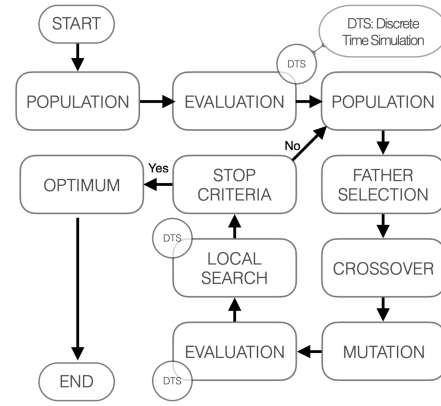 START
DTS: Discrete
Time Simulation
DTS
POPULATION
EVALUATION
POPULATION
No
Yes
OPTIMUM
STOP
CRITERIA
FATHER
SELECTION
DTS
LOCAL
SEARCH
CROSSOVER
EVALUATION
MUTATION
DTS
END